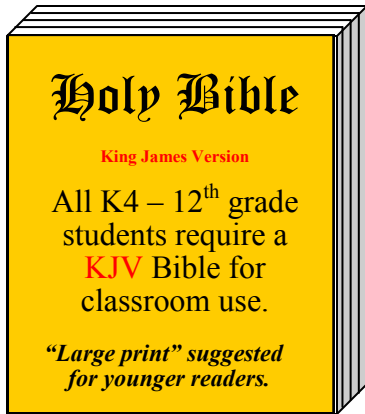 Holy Bible
King James Version
All K4 – 12th grade
students require a
KJV Bible for
classroom use.
“Large print” suggested
for younger readers.